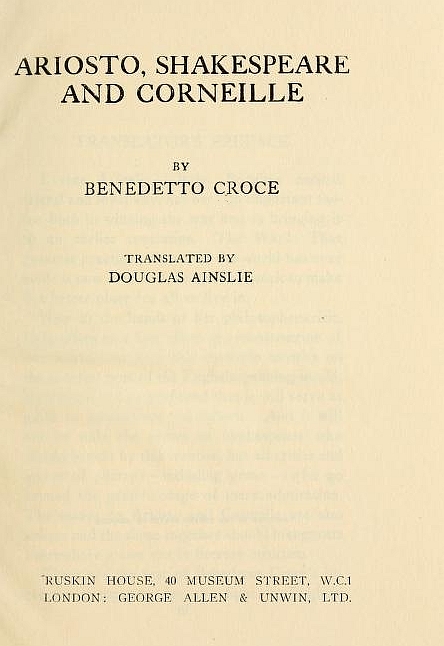 ARIOSTO, SHAKESPEARE
AND CORNEILLE
BY
BENEDETTO CROCE
TRANSLATED BY
DOUGLAS AINSLIE
RUSKIN HOUSE, 40 MUSEUM STREET, W.C.1
LONDON: GEORGE ALLEN & UNWIN, LTD.